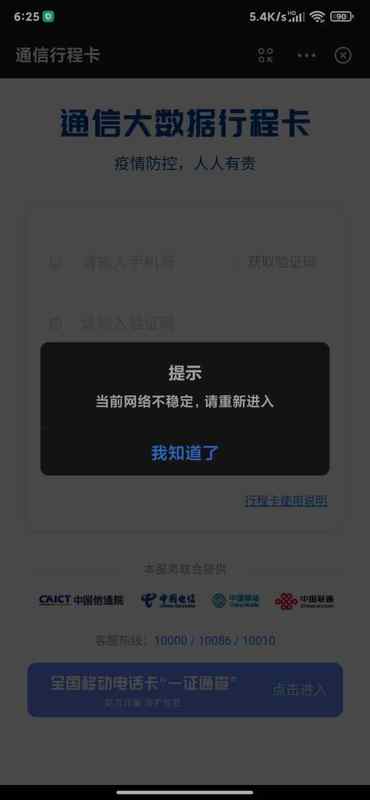 6:25
5.4K/s
90
通信行程卡
通信大数据行程卡
疫情防控，人人有责
请输入手机号 获取验证码
请输入验证码
提示
当前网络不稳定，请重新进入
我知道了
行程卡使用说明
本服务联合提供
CAICT 中国信通院 中国电信 中国移动 中国联通
客服热线：10000 / 10086 / 10010
全国移动电话卡“一证通查” 点击进入